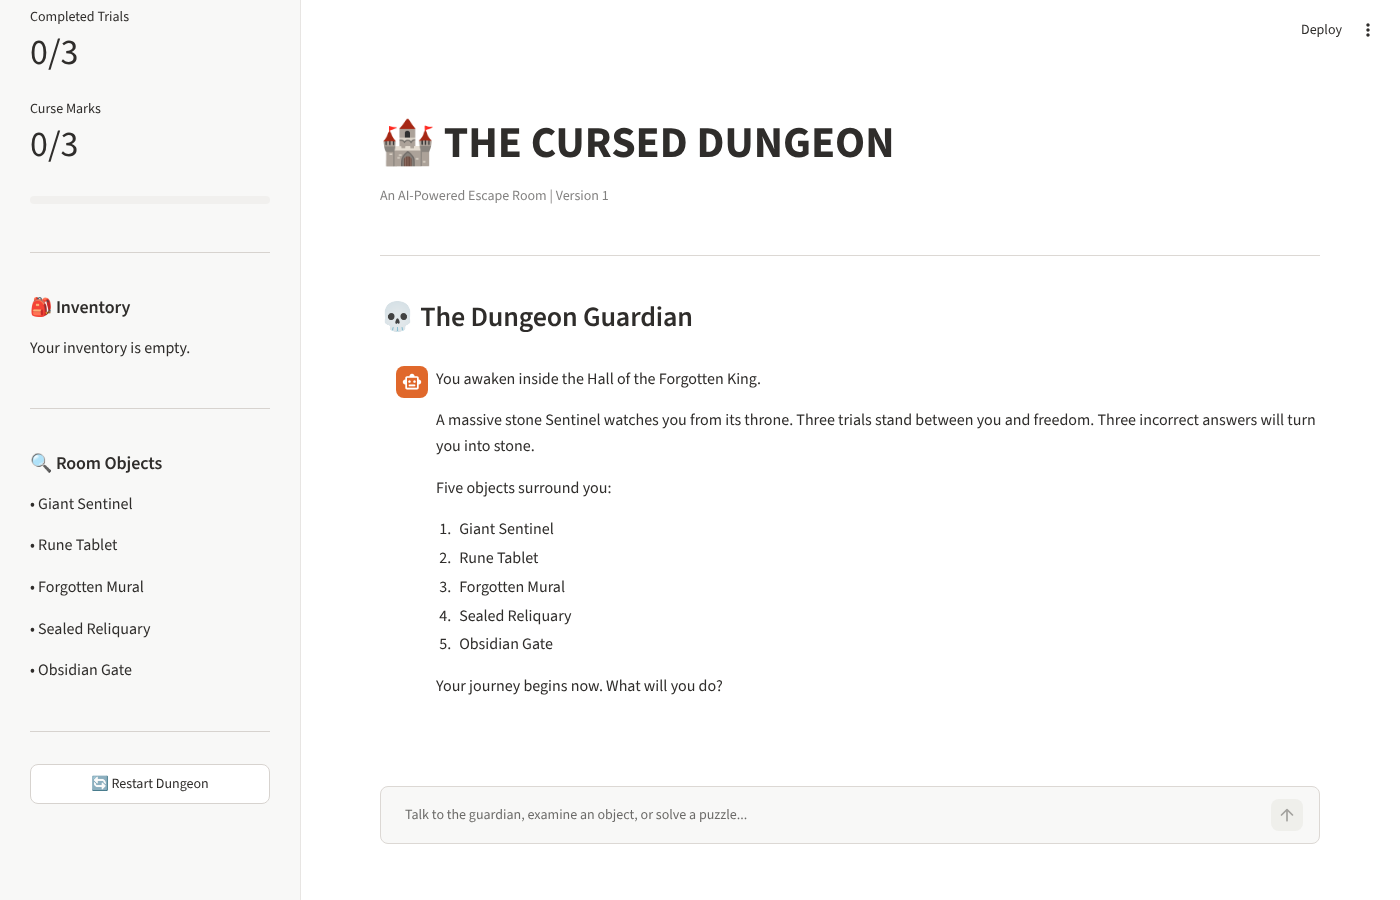 Completed Trials
0/3
Curse Marks
0/3
🎒 Inventory
Your inventory is empty.
🔍 Room Objects
• Giant Sentinel
• Rune Tablet
• Forgotten Mural
• Sealed Reliquary
• Obsidian Gate
🔄 Restart Dungeon
Deploy
🏰 THE CURSED DUNGEON
An AI-Powered Escape Room | Version 1
💀 The Dungeon Guardian
You awaken inside the Hall of the Forgotten King.
A massive stone Sentinel watches you from its throne. Three trials stand between you and freedom. Three incorrect answers will turn
you into stone.
Five objects surround you:
1. Giant Sentinel
2. Rune Tablet
3. Forgotten Mural
4. Sealed Reliquary
5. Obsidian Gate
Your journey begins now. What will you do?
Talk to the guardian, examine an object, or solve a puzzle...